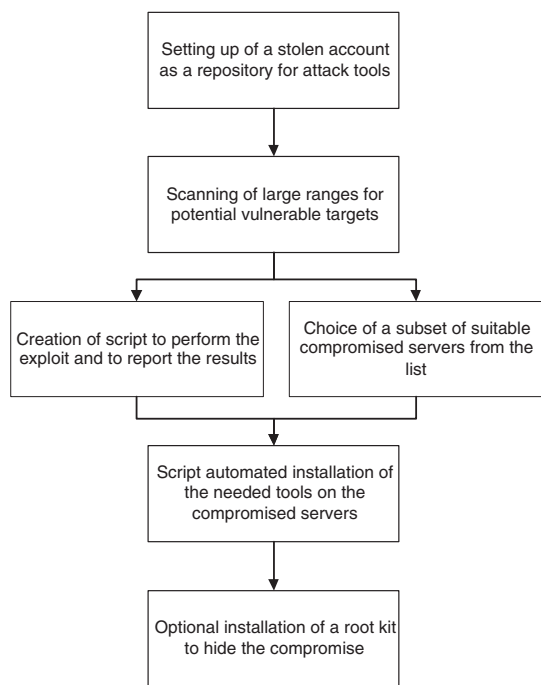 Setting up of a stolen account
as a repository for attack tools
Scanning of large ranges for
potential vulnerable targets
Creation of script to perform the
exploit and to report the results
Choice of a subset of suitable
compromised servers from the
list
Script automated installation of
the needed tools on the
compromised servers
Optional installation of a root kit
to hide the compromise